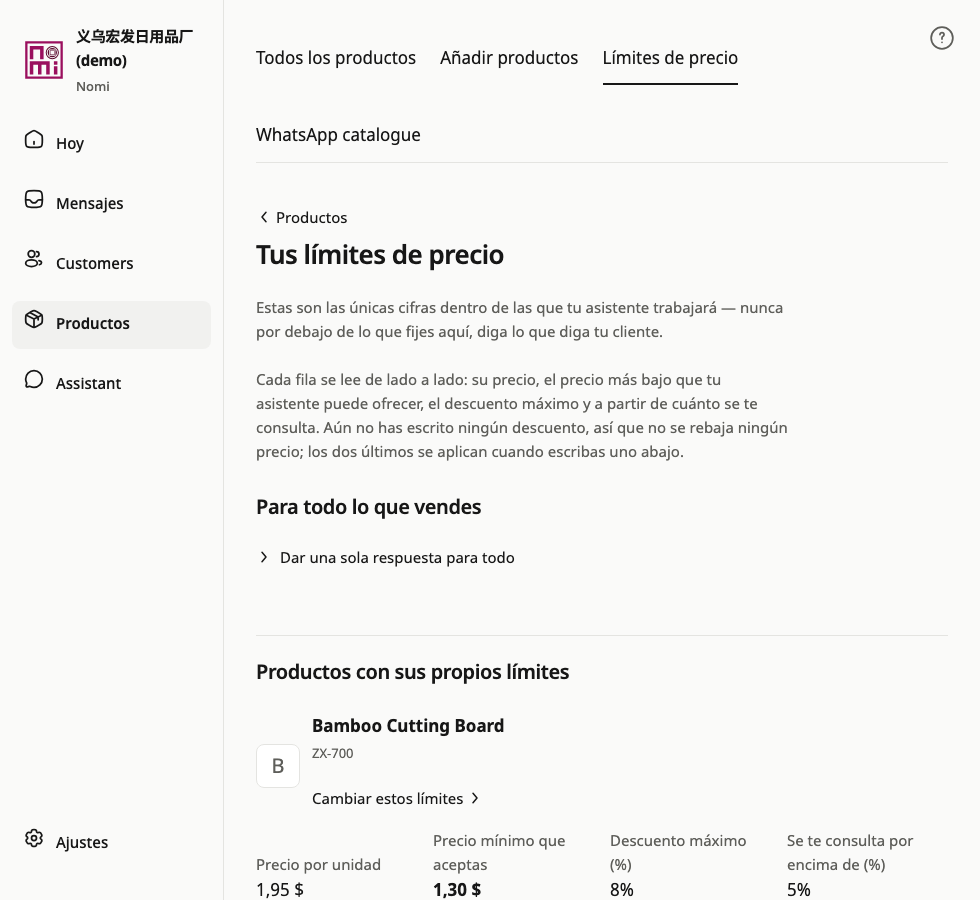 义乌宏发日用品厂
(demo)
Nomi
Hoy
Mensajes
Customers
Productos
Assistant
Ajustes
Todos los productos
Añadir productos
Límites de precio
WhatsApp catalogue
Productos
Tus límites de precio
Estas son las únicas cifras dentro de las que tu asistente trabajará — nunca
por debajo de lo que fijes aquí, diga lo que diga tu cliente.
Cada fila se lee de lado a lado: su precio, el precio más bajo que tu
asistente puede ofrecer, el descuento máximo y a partir de cuánto se te
consulta. Aún no has escrito ningún descuento, así que no se rebaja ningún
precio; los dos últimos se aplican cuando escribas uno abajo.
Para todo lo que vendes
Dar una sola respuesta para todo
Productos con sus propios límites
B
Bamboo Cutting Board
ZX-700
Cambiar estos límites
Precio por unidad
1,95 $
Precio mínimo que
aceptas
1,30 $
Descuento máximo
(%)
8%
Se te consulta por
encima de (%)
5%